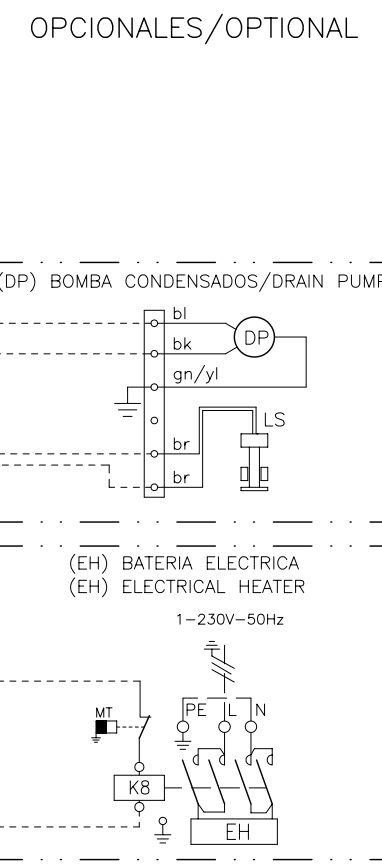 OPCIONALES/OPTIONAL
(DP) BOMBA CONDENSADOS/DRAIN PUMP
bl
DP
bk
gn/yl
LS
br
br
(EH) BATERIA ELECTRICA
(EH) ELECTRICAL HEATER
1-230V-50Hz
MT
PE L N
K8
EH